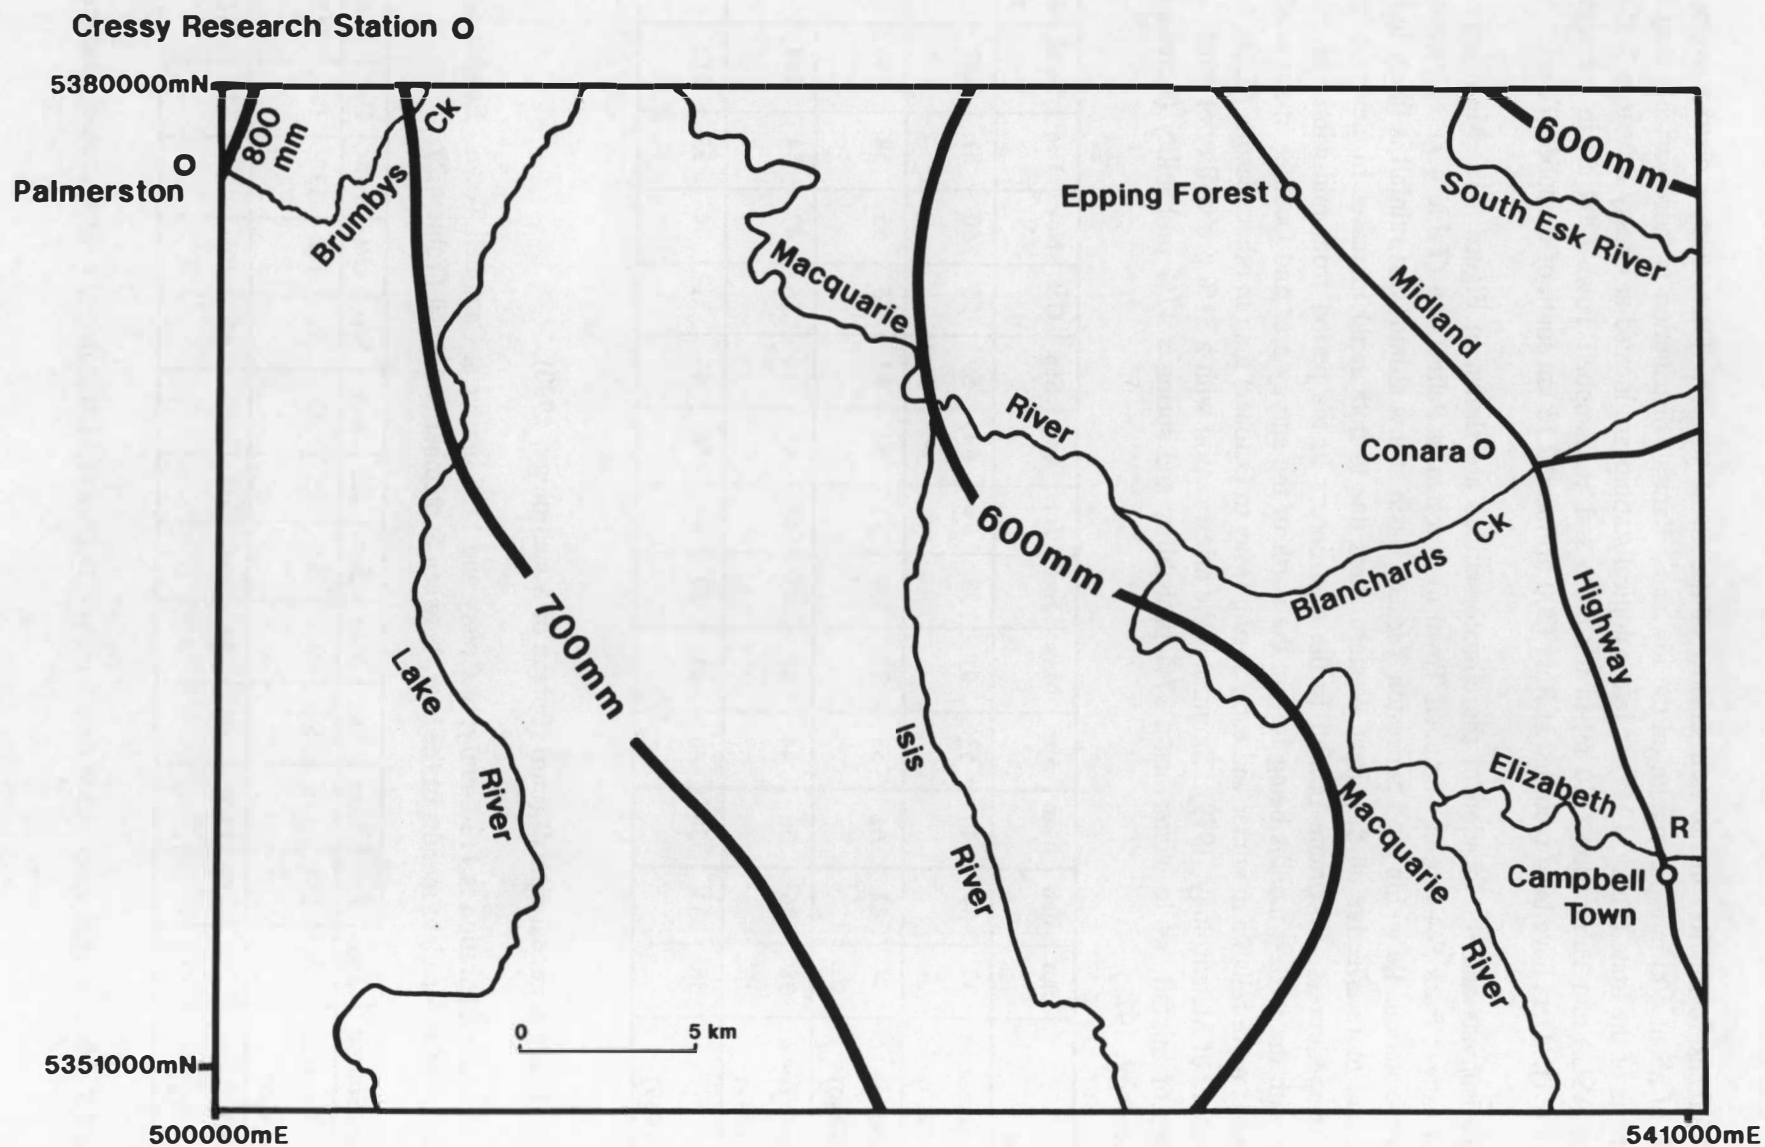 Cressy Research Station
5380000mN
800
mm
Ck
Brumbys
Palmerston
600mm
South Esk River
Epping Forest
Midland
Macquarie
River
Conara
600mm
Blanchards
Ck
Highway
700mm
Lake
River
Isis
River
Elizabeth
R
Macquarie
River
Campbell
Town
0
5 km
5351000mN
500000mE
541000mE